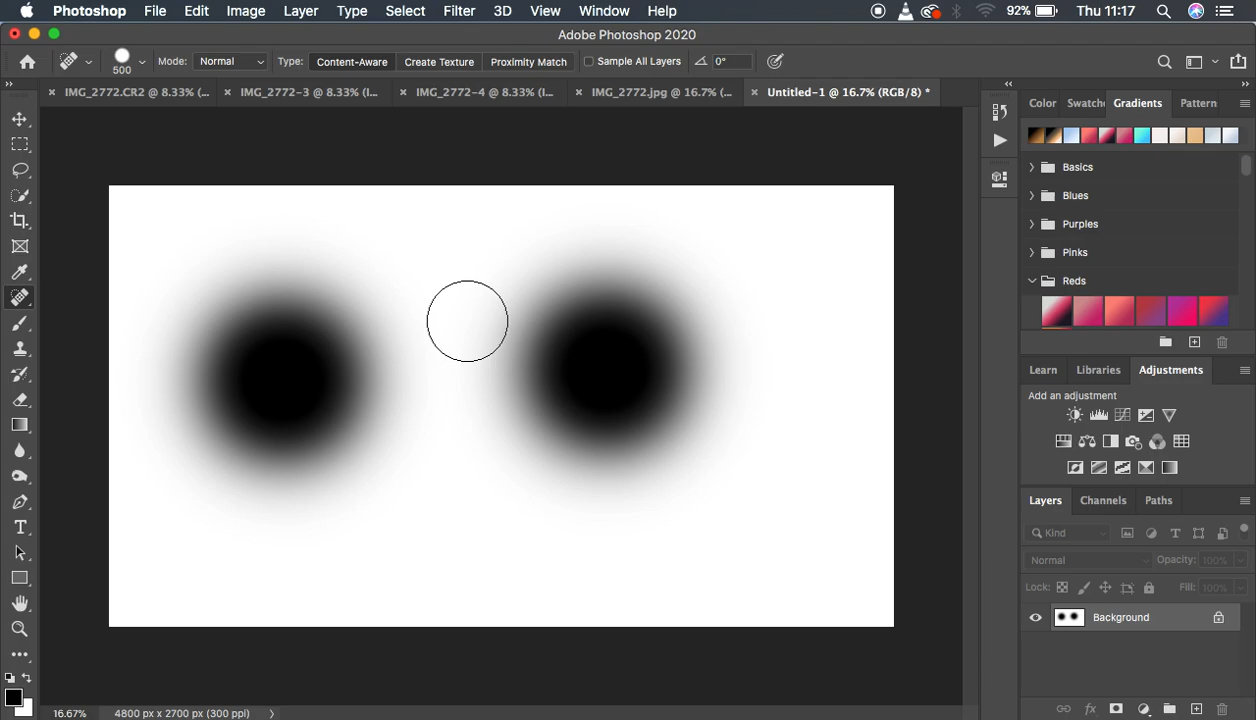 Photoshop File Edit Image Layer Type Select Filter 3D View Window Help 92% Thu 11:17
Adobe Photoshop 2020
500 Mode: Normal Type: Content-Aware Create Texture Proximity Match Sample All Layers 0°
IMG_2772.CR2 @ 8.33% (... IMG_2772-3 @ 8.33% (I... IMG_2772-4 @ 8.33% (I... IMG_2772.jpg @ 16.7% (... Untitled-1 @ 16.7% (RGB/8) *
Color Swatche Gradients Pattern
Basics
Blues
Purples
Pinks
Reds
Learn Libraries Adjustments
Add an adjustment
Layers Channels Paths
Kind
Normal Opacity: 100%
Lock: Fill: 100%
Background
16.67% 4800 px x 2700 px (300 ppi)